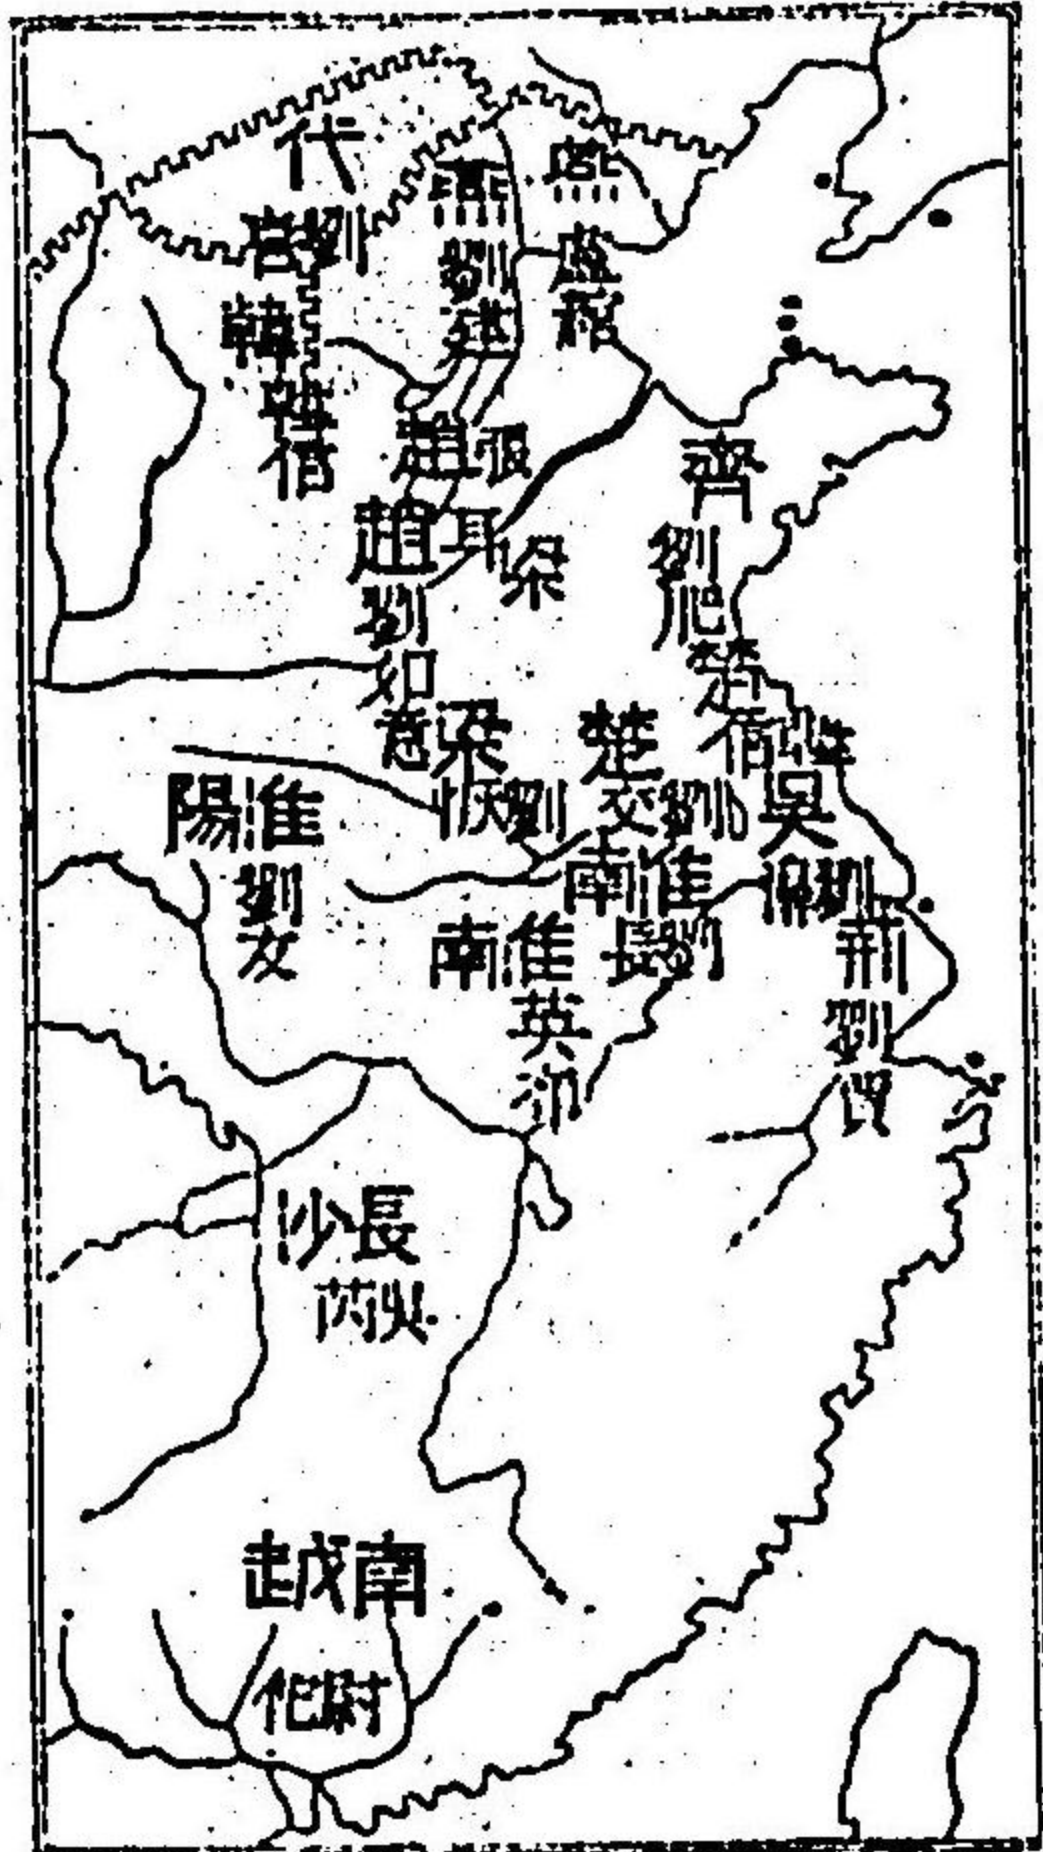 代
劉喜
燕
劉建
燕
盧綰
韓
韓信
趙
張耳
趙
劉如意
梁
齊
劉肥
楚
韓信
梁
劉恢
楚
劉交
吳
劉濞
荊
劉賈
淮陽
劉友
淮南
劉長
淮南
英布
長沙
吳芮
南越
尉佗